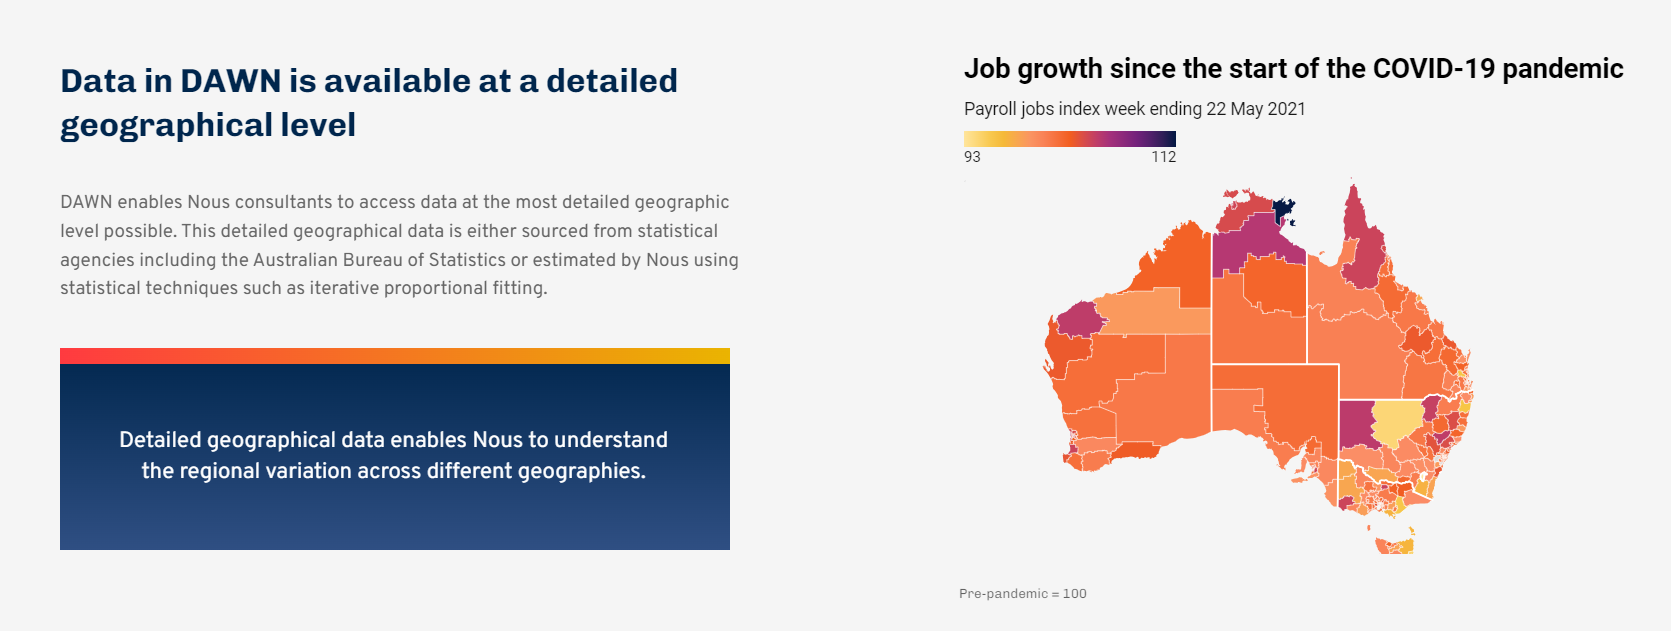 Data in DAWN is available at a detailed
geographical level
DAWN enables Nous consultants to access data at the most detailed geographic
level possible. This detailed geographical data is either sourced from statistical
agencies including the Australian Bureau of Statistics or estimated by Nous using
statistical techniques such as iterative proportional fitting.
Detailed geographical data enables Nous to understand
the regional variation across different geographies.
Job growth since the start of the COVID-19 pandemic
Payroll jobs index week ending 22 May 2021
93 112
Pre-pandemic = 100